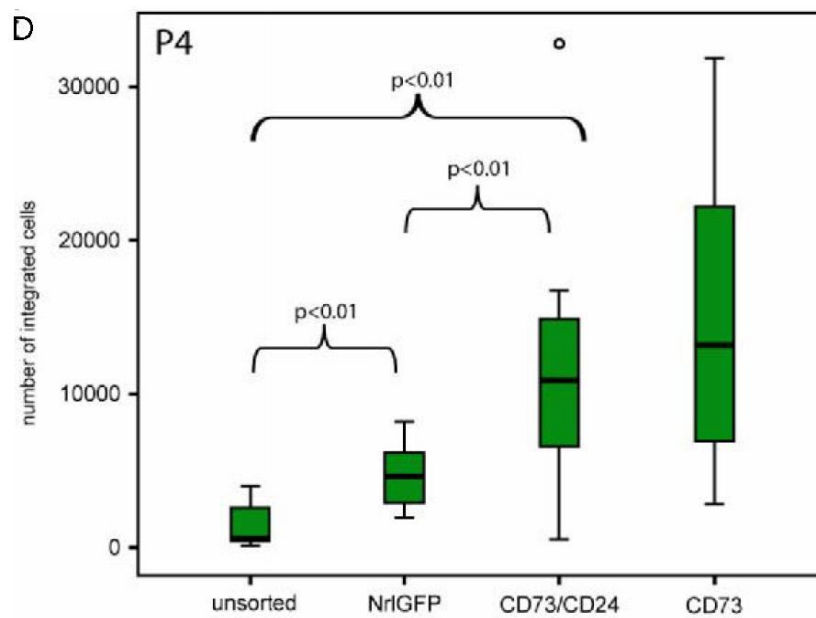 D
P4
p<0.01
p<0.01
p<0.01
30000
20000
10000
0
number of integrated cells
unsorted NrlGFP CD73/CD24 CD73